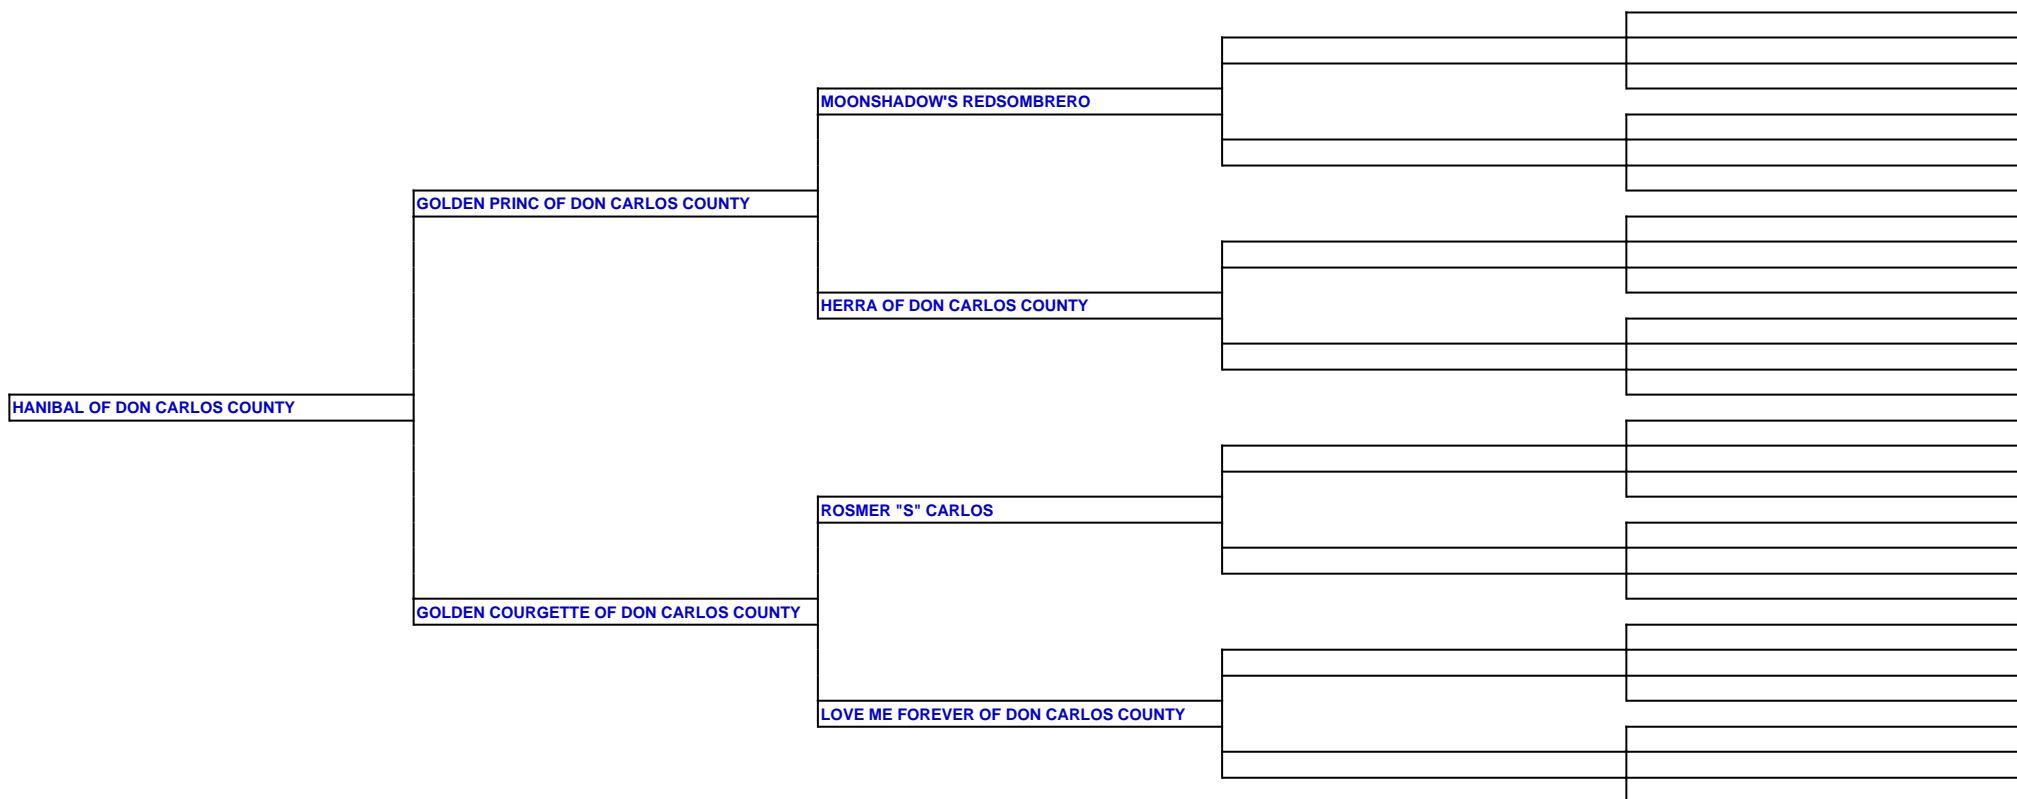 MOONSHADOW'S REDSOMBRERO
GOLDEN PRINC OF DON CARLOS COUNTY
HERRA OF DON CARLOS COUNTY
HANIBAL OF DON CARLOS COUNTY
ROSMER "S" CARLOS
GOLDEN COURGETTE OF DON CARLOS COUNTY
LOVE ME FOREVER OF DON CARLOS COUNTY